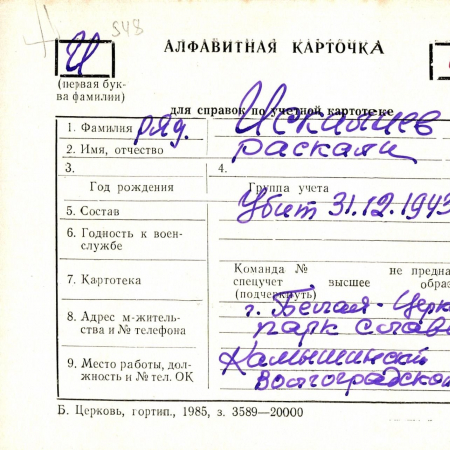 548
И
АЛФАВИТНАЯ КАРТОЧКА
(первая бук-
ва фамилии)
для справок по учетной картотеке
1. Фамилия ряд. Искалиев
2. Имя, отчество раскали
3. 4.
Год рождения Группа учета
5. Состав Убит 31.12.1943
6. Годность к воен-
службе
Команда № не предна
7. Картотека спецучет высшее образ
(подчеркнуть)
г. Белая-Церк
8. Адрес м-житель-
ства и № телефона парк Слав
Камышинский
9. Место работы, дол-
жность и № тел. ОК Волгоградской
Б. Церковь, гортип., 1985, з. 3589—20000